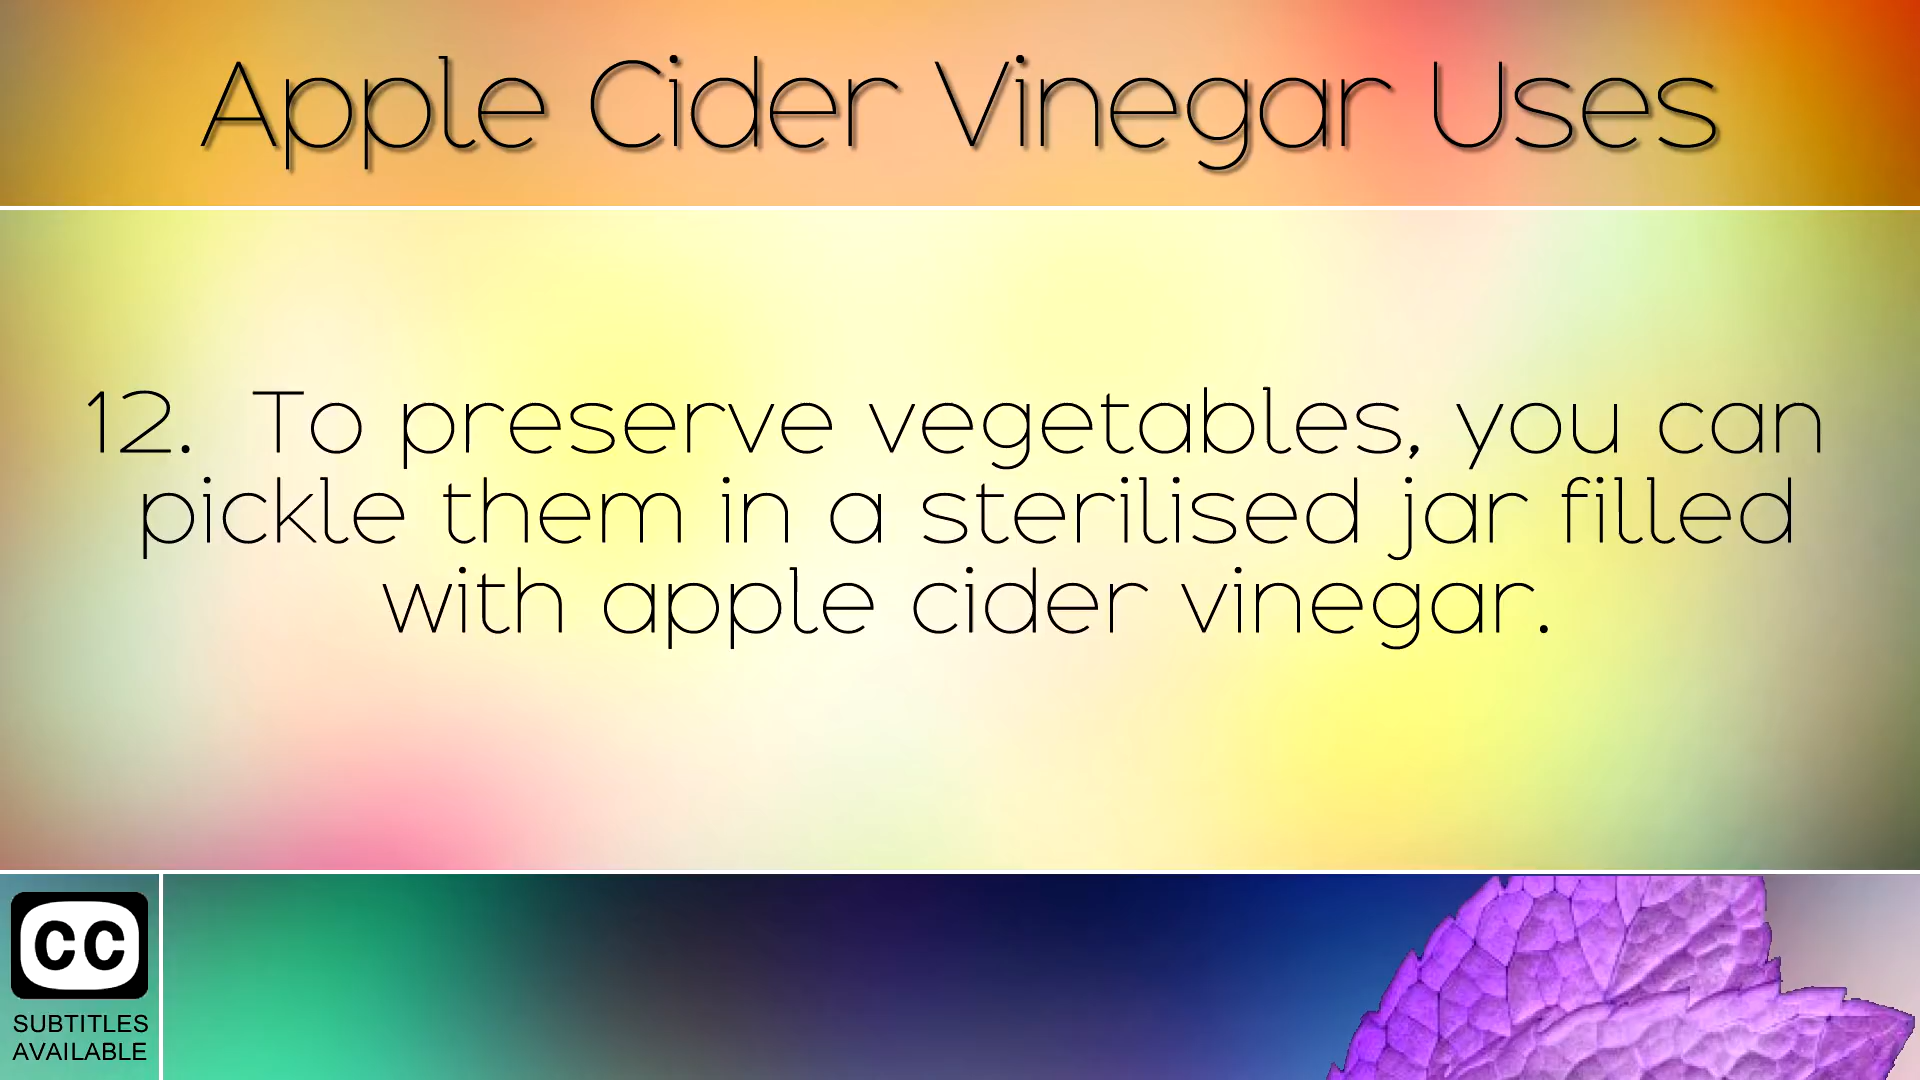 Apple Cider Vinegar Uses
12. To preserve vegetables, you can
pickle them in a sterilised jar filled
with apple cider vinegar.
CC
SUBTITLES
AVAILABLE